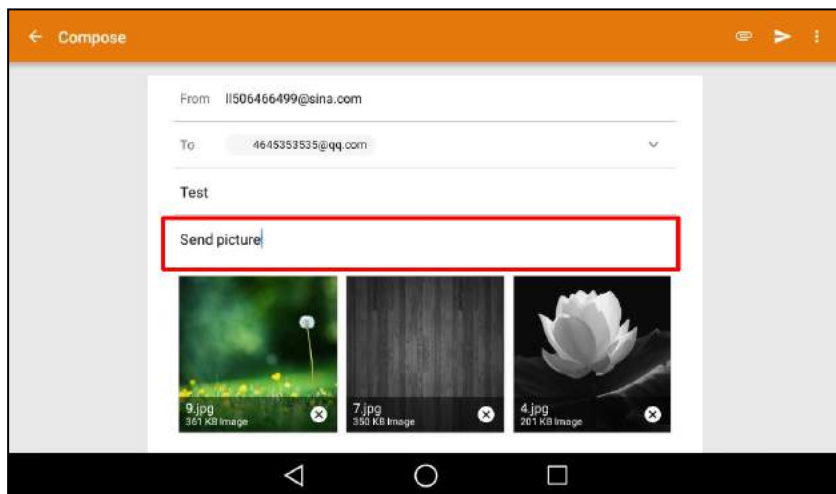 Compose
From ll506466499@sina.com
To 4645353535@qq.com
Test
Send picture
9.jpg
361 KB Image
7.jpg
350 KB Image
4.jpg
201 KB Image